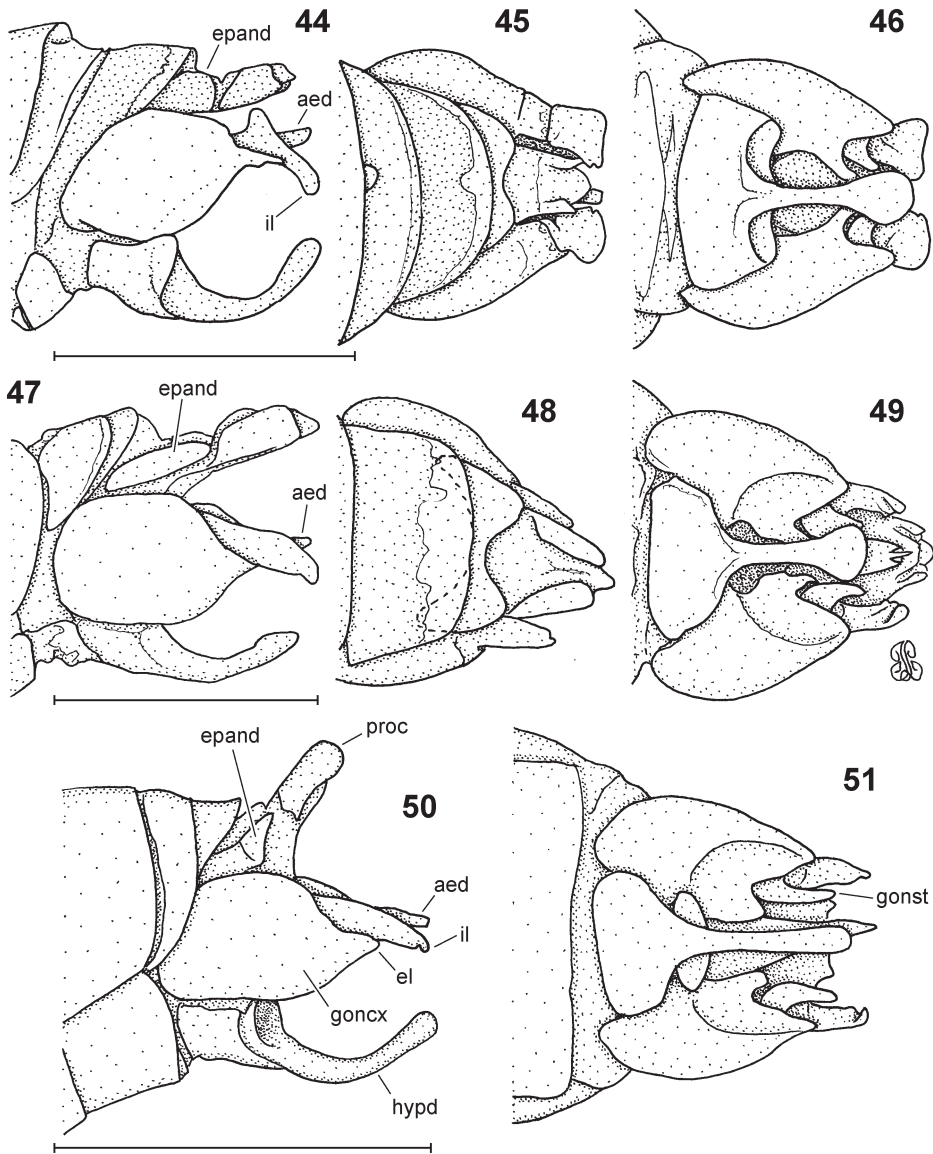 44
45
46
epand
aed
il
47
epand
48
49
aed
proc
epand
50
51
aed
gonst
il
el
goncx
hypd